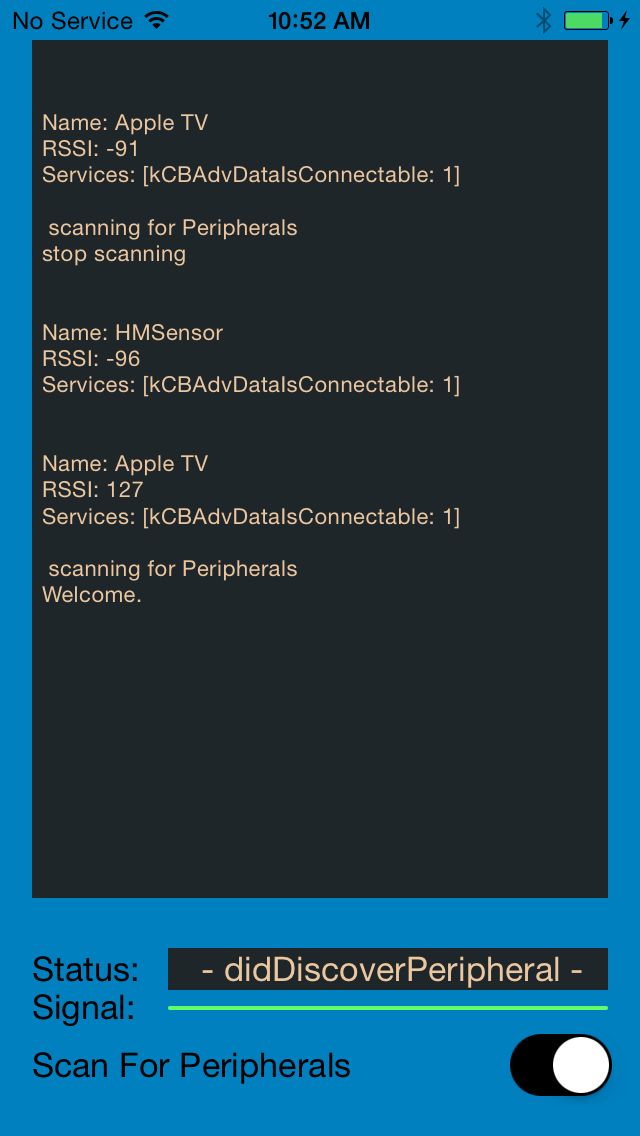 No Service 10:52 AM
Name: Apple TV
RSSI: -91
Services: [kCBAdvDataIsConnectable: 1]
scanning for Peripherals
stop scanning
Name: HMSensor
RSSI: -96
Services: [kCBAdvDataIsConnectable: 1]
Name: Apple TV
RSSI: 127
Services: [kCBAdvDataIsConnectable: 1]
scanning for Peripherals
Welcome.
Status: - didDiscoverPeripheral -
Signal:
Scan For Peripherals